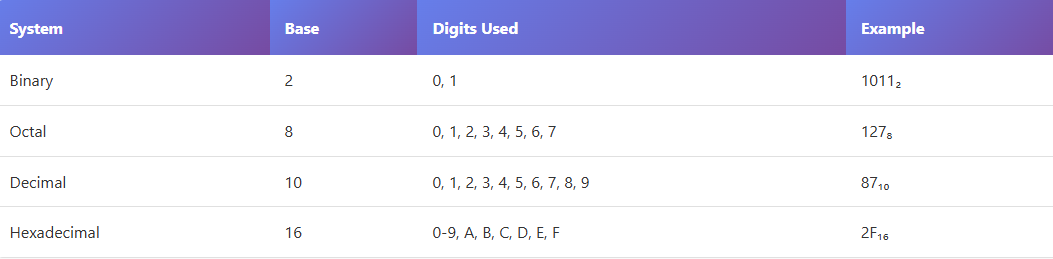 System Base Digits Used Example
Binary 2 0, 1 1011₂
Octal 8 0, 1, 2, 3, 4, 5, 6, 7 127₈
Decimal 10 0, 1, 2, 3, 4, 5, 6, 7, 8, 9 87₁₀
Hexadecimal 16 0-9, A, B, C, D, E, F 2F₁₆